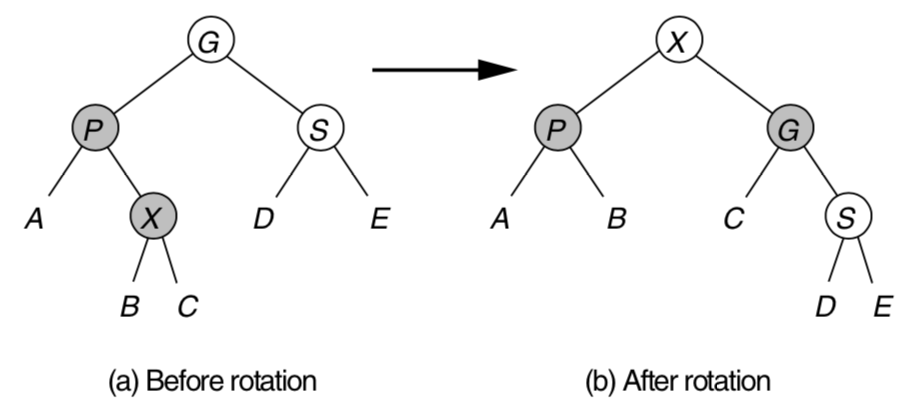 G
X
P
S
P
G
A
X
D
E
A
B
C
S
B
C
D
E
(a) Before rotation
(b) After rotation